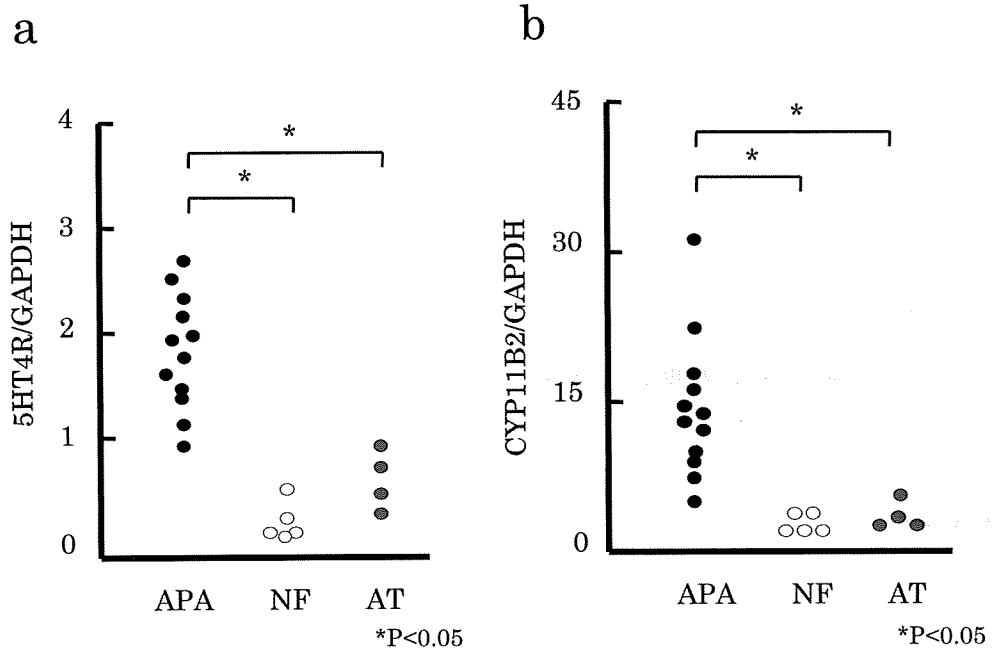 a
5HT4R/GAPDH
4
3
2
1
0
*
*
APA NF AT
*P<0.05
b
CYP11B2/GAPDH
45
30
15
0
*
*
APA NF AT
*P<0.05